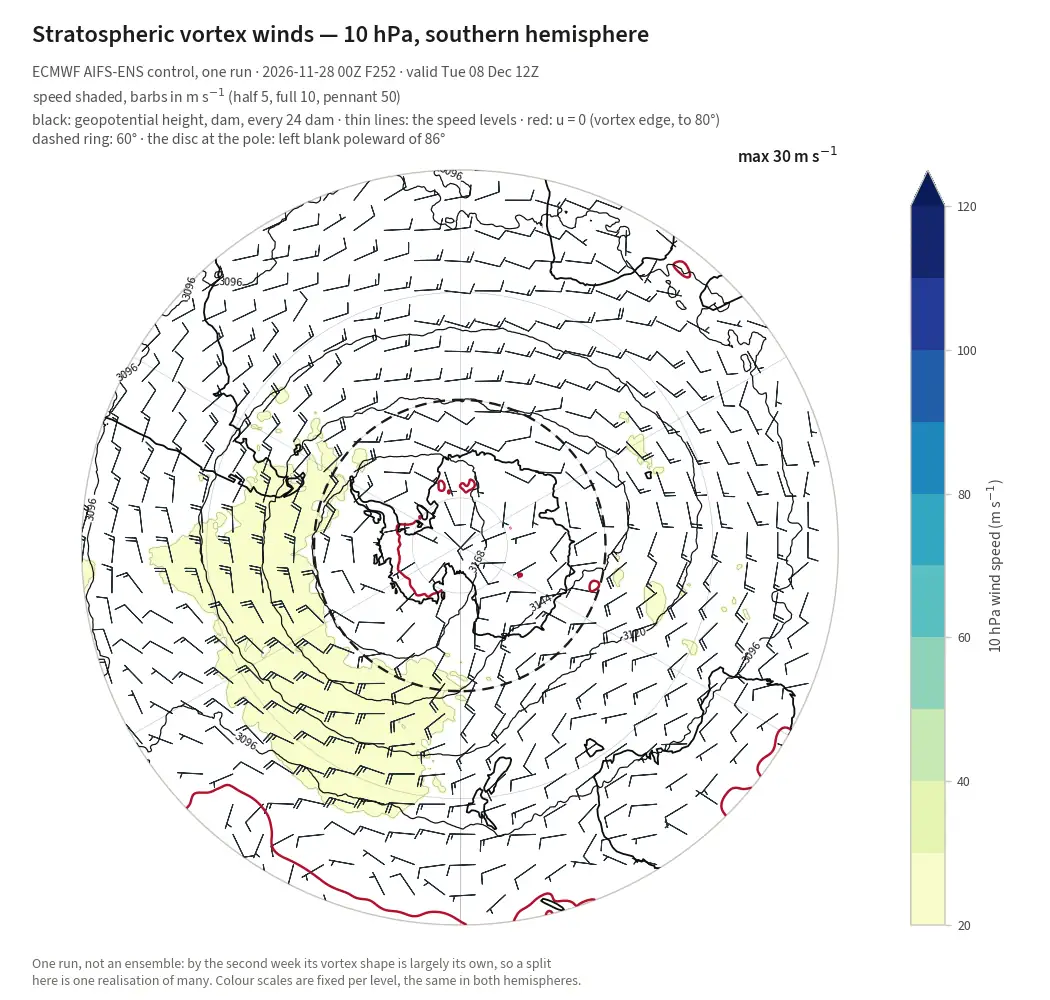 Stratospheric vortex winds — 10 hPa, southern hemisphere
ECMWF AIFS-ENS control, one run · 2026-11-28 00Z F252 · valid Tue 08 Dec 12Z
speed shaded, barbs in m s⁻¹ (half 5, full 10, pennant 50)
black: geopotential height, dam, every 24 dam · thin lines: the speed levels · red: u = 0 (vortex edge, to 80°)
dashed ring: 60° · the disc at the pole: left blank poleward of 86°
max 30 m s⁻¹
3096
3096
3096
3096
3096
3168
3144
3120
3096
3096
120
100
80
60
40
20
10 hPa wind speed (m s⁻¹)
One run, not an ensemble: by the second week its vortex shape is largely its own, so a split
here is one realisation of many. Colour scales are fixed per level, the same in both hemispheres.